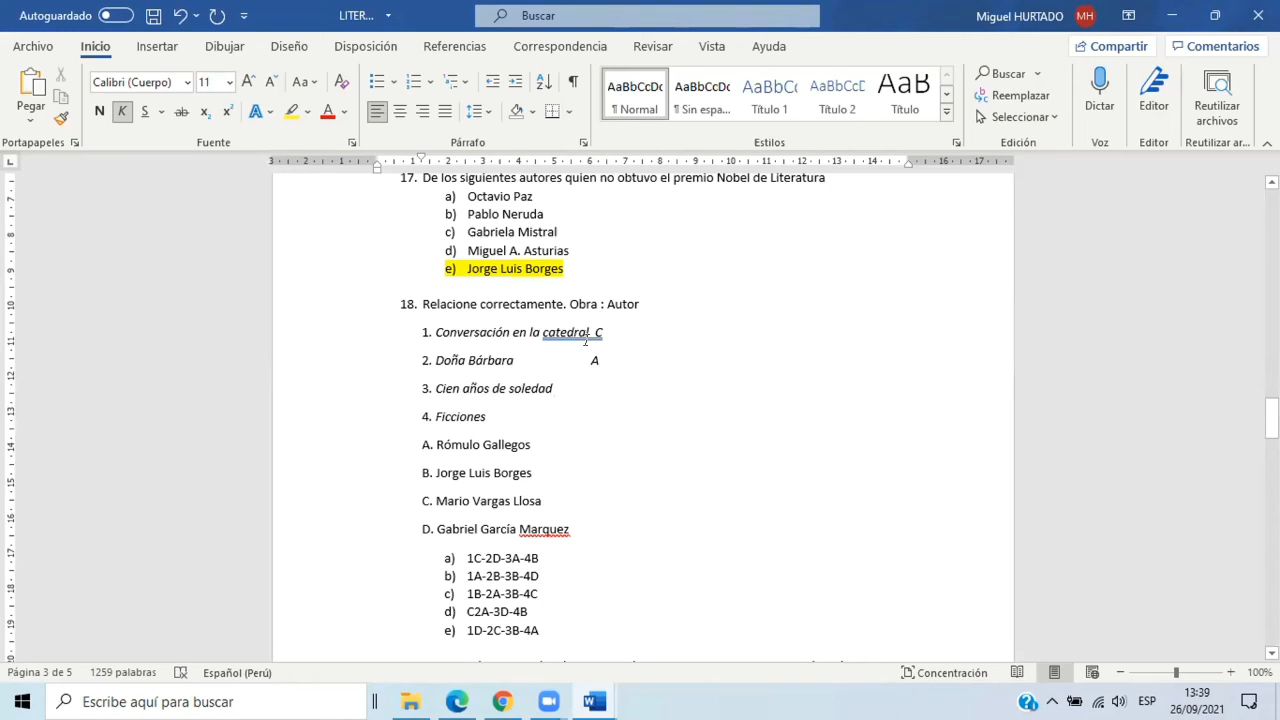 Autoguardado
LITER...
Buscar
Miguel HURTADO
MH
Archivo
Inicio
Insertar
Dibujar
Diseño
Disposición
Referencias
Correspondencia
Revisar
Vista
Ayuda
Compartir
Comentarios
Pegar
Calibri (Cuerpo)
11
AaBbCcDc
AaBbCcDc
AaBbCc
AaBbCcD
AaB
¶ Normal
¶ Sin espa...
Título 1
Título 2
Título
Buscar
Reemplazar
Seleccionar
Dictar
Editor
Reutilizar
archivos
Portapapeles
Fuente
Párrafo
Estilos
Edición
Voz
Editor
Reutilizar ar...
17. De los siguientes autores quien no obtuvo el premio Nobel de Literatura
a) Octavio Paz
b) Pablo Neruda
c) Gabriela Mistral
d) Miguel A. Asturias
e) Jorge Luis Borges
18. Relacione correctamente. Obra : Autor
1. Conversación en la catedral C
2. Doña Bárbara A
3. Cien años de soledad
4. Ficciones
A. Rómulo Gallegos
B. Jorge Luis Borges
C. Mario Vargas Llosa
D. Gabriel García Marquez
a) 1C-2D-3A-4B
b) 1A-2B-3B-4D
c) 1B-2A-3B-4C
d) C2A-3D-4B
e) 1D-2C-3B-4A
Página 3 de 5
1259 palabras
Español (Perú)
Concentración
100%
Escribe aquí para buscar
ESP
13:39
26/09/2021